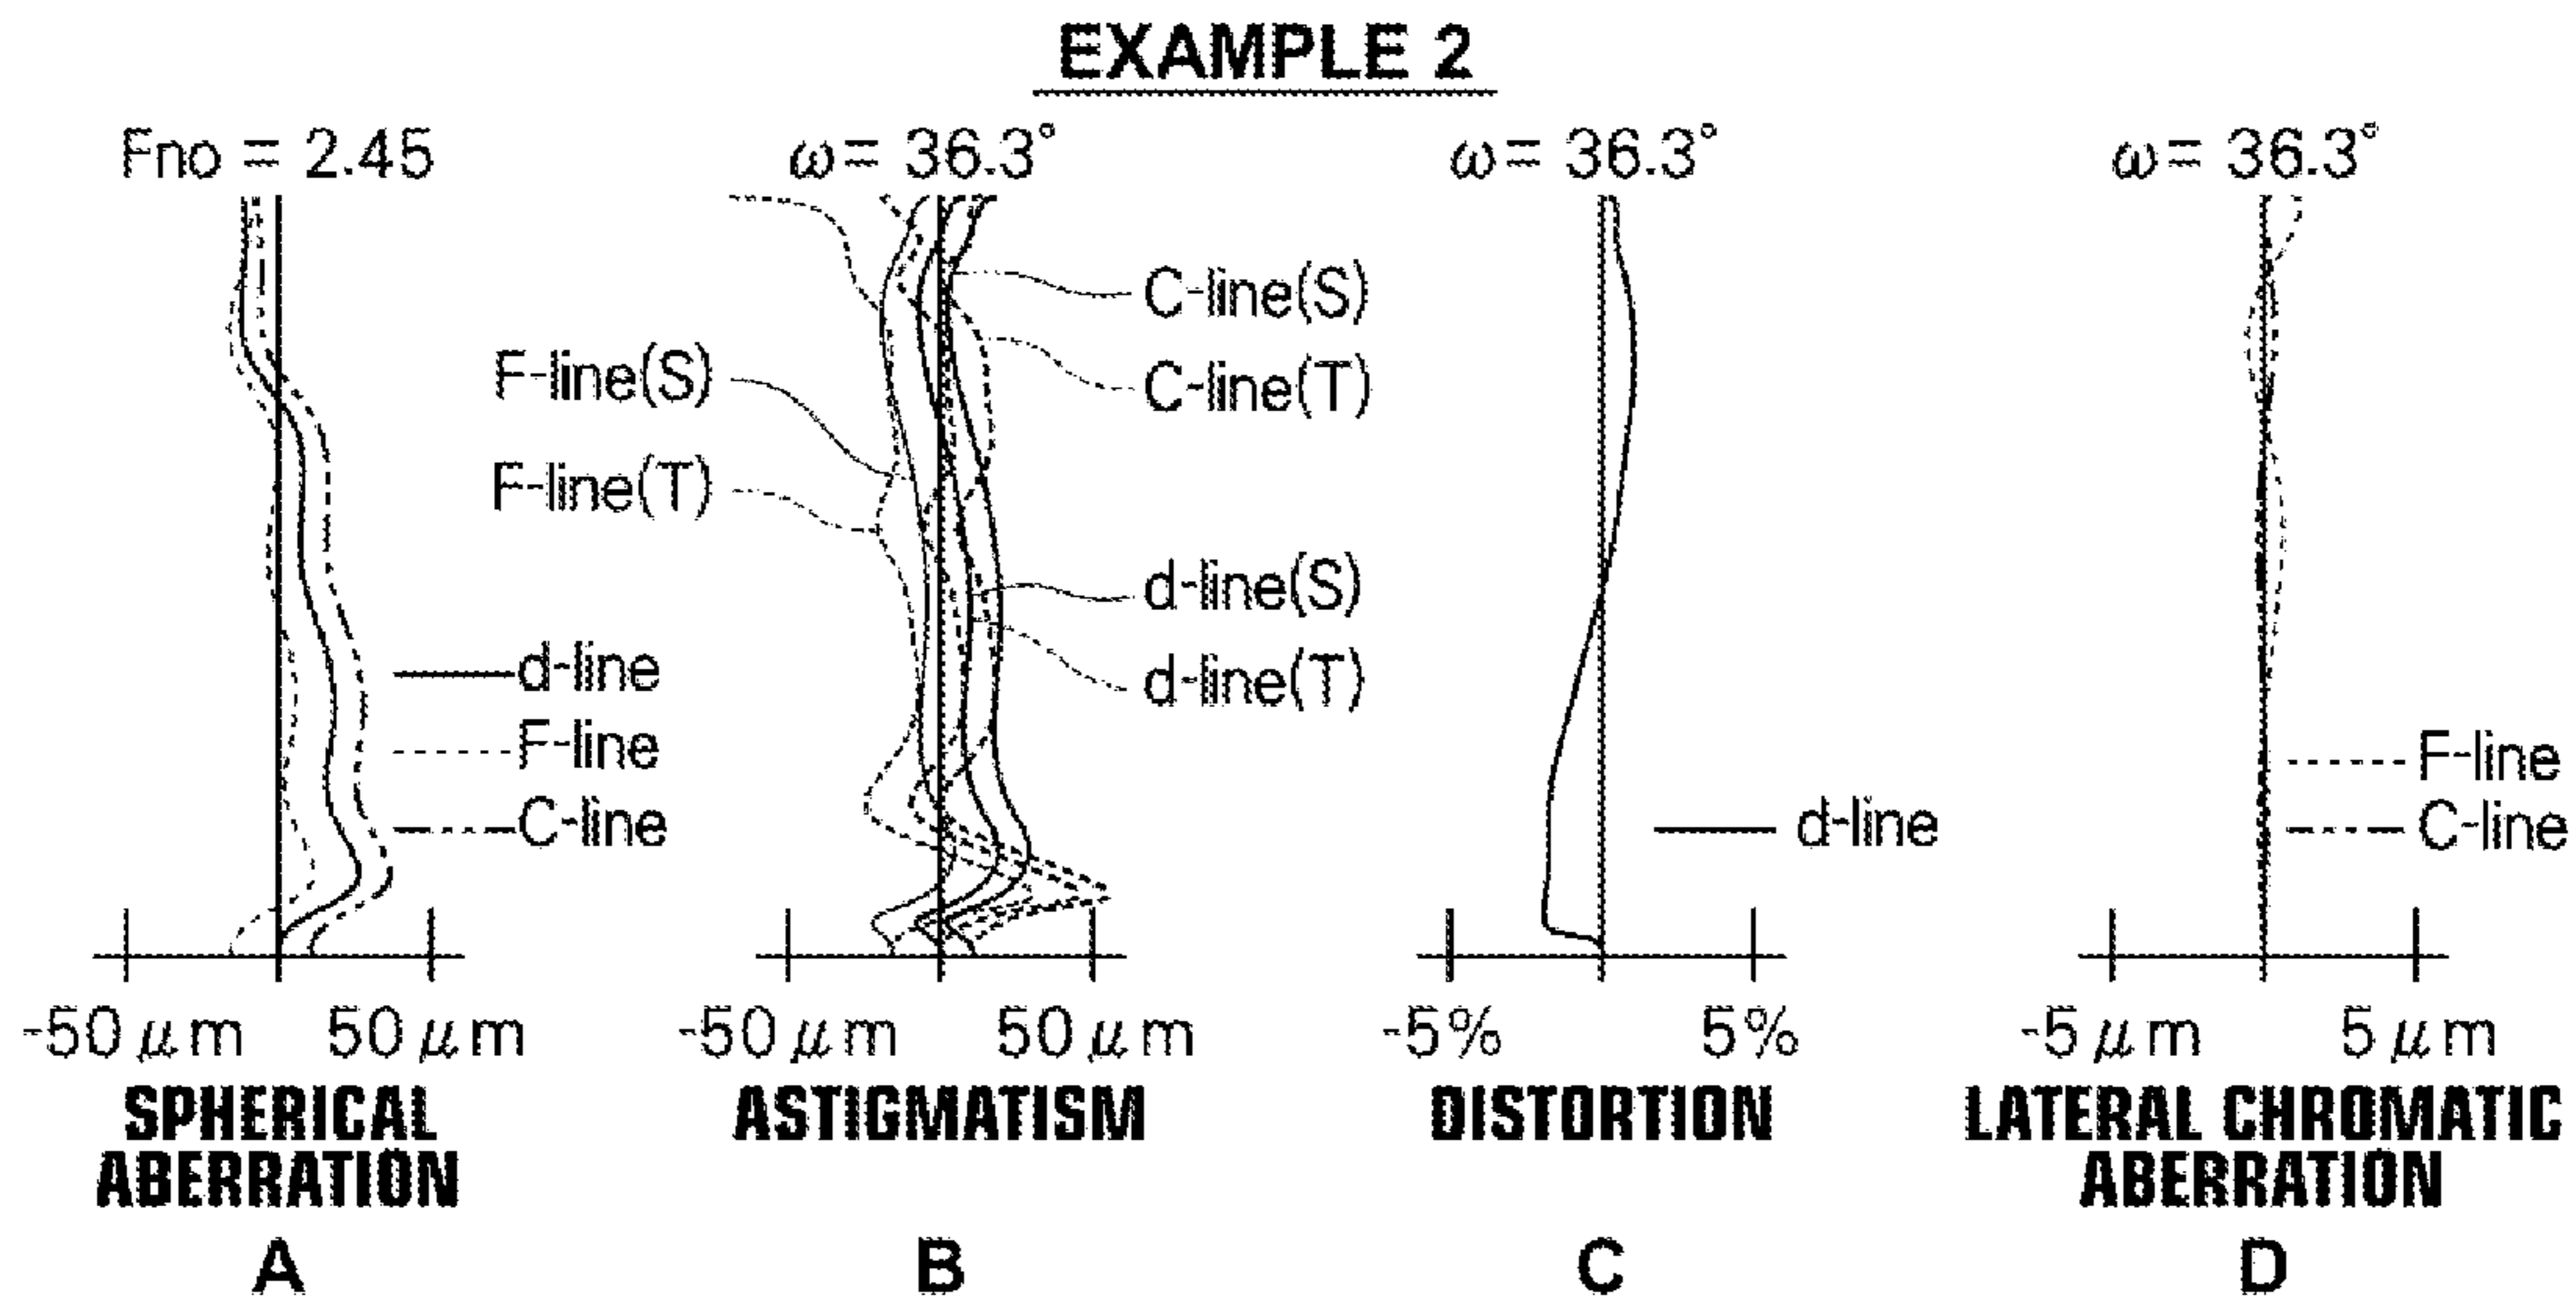 EXAMPLE 2
Fno = 2.45
d-line
F-line
C-line
-50 μm 50 μm
SPHERICAL
ABERRATION
A
ω= 36.3°
C-line(S)
C-line(T)
F-line(S)
F-line(T)
d-line(S)
d-line(T)
-50 μm 50 μm
ASTIGMATISM
B
ω= 36.3°
d-line
-5% 5%
DISTORTION
C
ω= 36.3°
F-line
C-line
-5 μm 5 μm
LATERAL CHROMATIC
ABERRATION
D